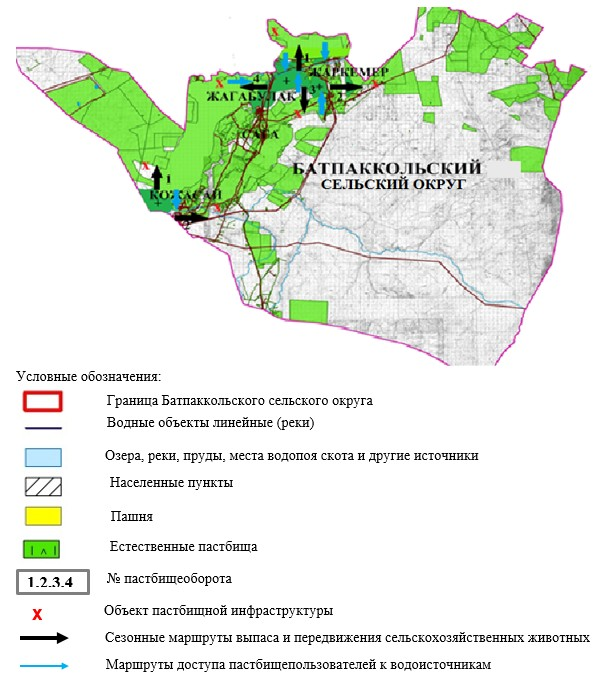 ЖАРКЕМЕР
ЖАГАБУЛАК
БАТПАККОЛЬСКИЙ
СЕЛЬСКИЙ ОКРУГ
КОЖАСАЙ
Условные обозначения:
Граница Батпаккольского сельского округа
Водные объекты линейные (реки)
Озера, реки, пруды, места водопоя скота и другие источники
Населенные пункты
Пашня
Естественные пастбища
1.2.3.4 № пастбищеоборота
X Объект пастбищной инфраструктуры
Сезонные маршруты выпаса и передвижения сельскохозяйственных животных
Маршруты доступа пастбищепользователей к водоисточникам